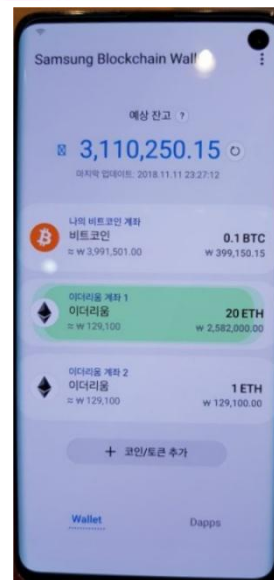 Samsung Blockchain Wall
예상 잔고 ?
3,110,250.15
마지막 업데이트: 2018.11.11 23:27:12
나의 비트코인 계좌
비트코인
0.1 BTC
= ₩ 3,991,501.00
₩ 399,150.15
이더리움 계좌 1
이더리움
20 ETH
= ₩ 129,100
₩ 2,582,000.00
이더리움 계좌 2
이더리움
1 ETH
= ₩ 129,100
₩ 129,100.00
+ 코인/토큰 추가
Wallet
Dapps